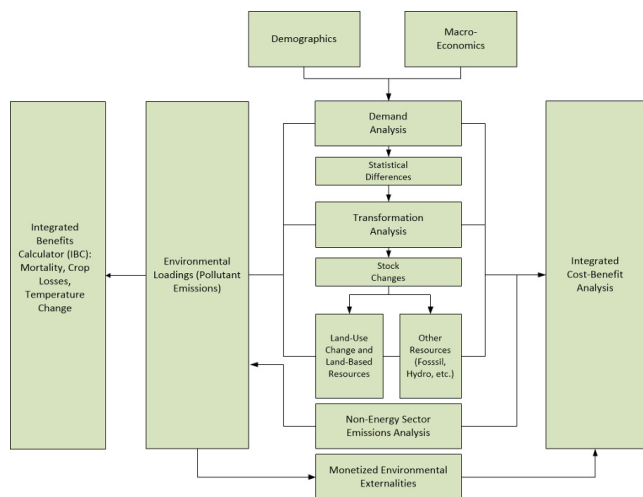 Demographics
Macro-
Economics
Demand
Analysis
Statistical
Differences
Transformation
Analysis
Stock
Changes
Land-Use
Change and
Land-Based
Resources
Other
Resources
(Fosssil,
Hydro, etc.)
Non-Energy Sector
Emissions Analysis
Monetized Environmental
Externalities
Integrated
Benefits
Calculator (IBC):
Mortality, Crop
Losses,
Temperature
Change
Environmental
Loadings (Pollutant
Emissions)
Integrated
Cost-Benefit
Analysis